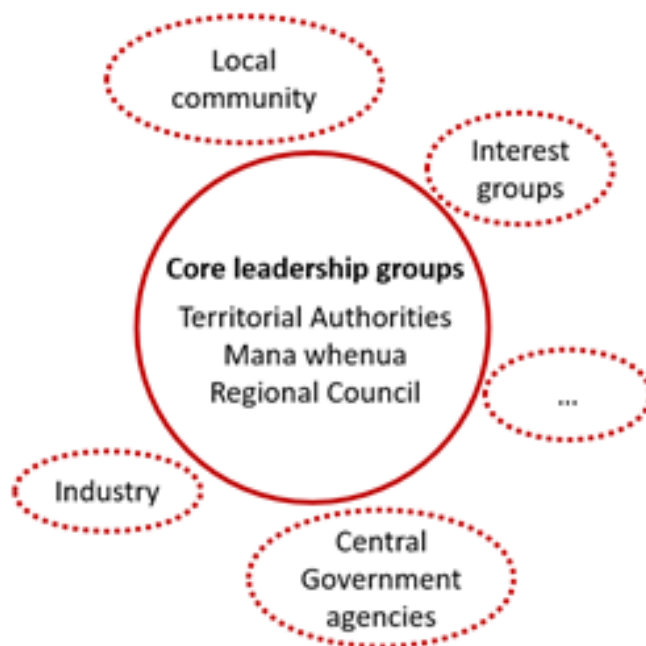 Local
community
Interest
groups
Core leadership groups
Territorial Authorities
Mana whenua
Regional Council
...
Industry
Central
Government
agencies